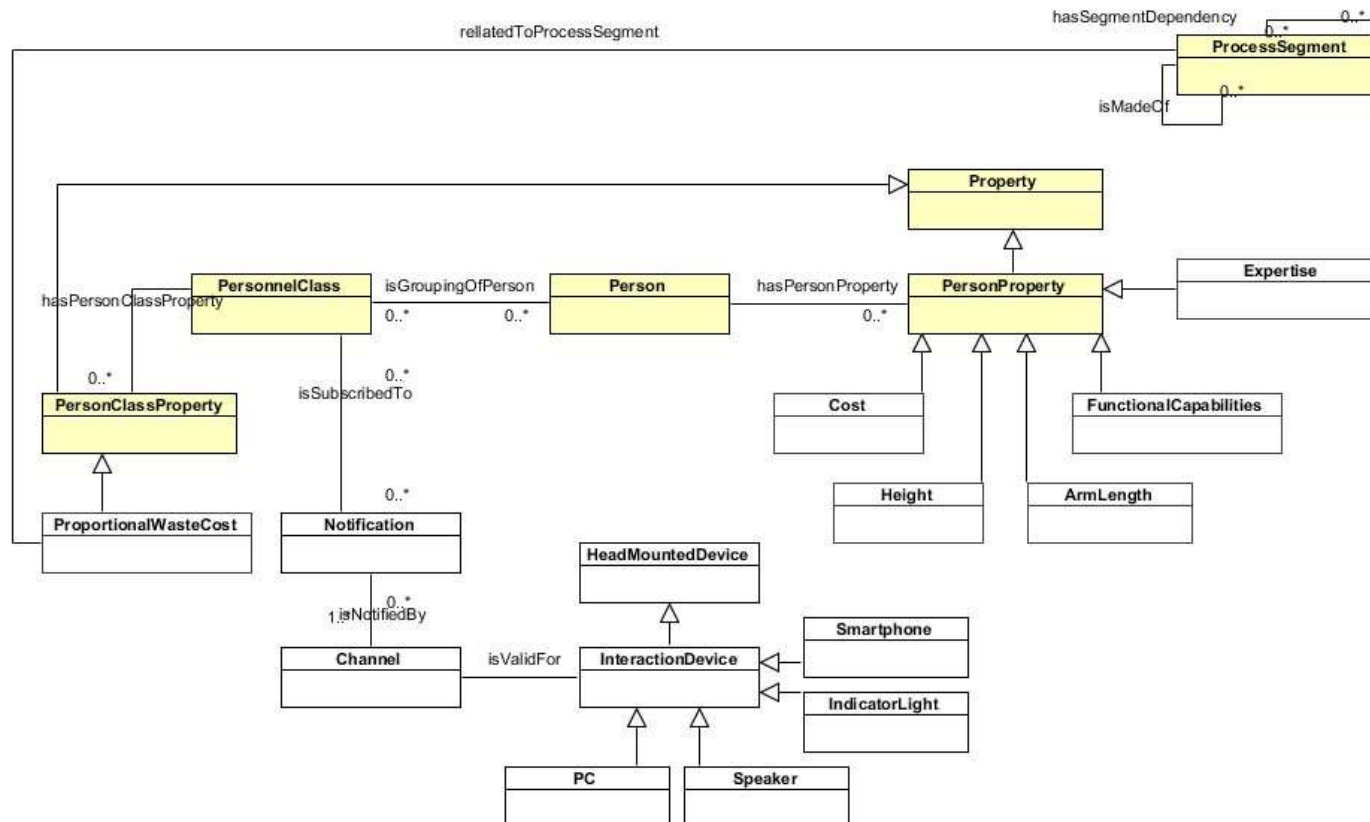 hasSegmentDependency
0..*
rellatedToProcessSegment
0..*
ProcessSegment
0..*
isMadeOf
Property
PersonnelClass
isGroupingOfPerson
Person
hasPersonProperty
PersonProperty
Expertise
hasPersonClassProperty
0..*
0..*
0..*
0..*
0..*
isSubscribedTo
PersonClassProperty
Cost
FunctionalCapabilities
0..*
Height
ArmLength
ProportionalWasteCost
Notification
HeadMountedDevice
0..*
1..*
isNotifiedBy
Smartphone
Channel
isValidFor
InteractionDevice
IndicatorLight
PC
Speaker